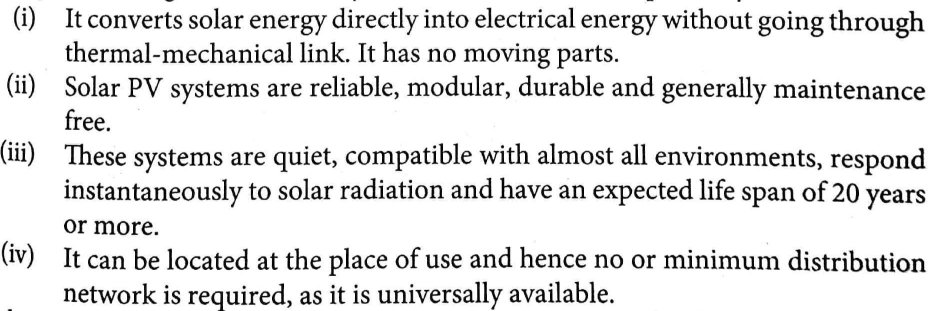 (i) It converts solar energy directly into electrical energy without going through
thermal-mechanical link. It has no moving parts.
(ii) Solar PV systems are reliable, modular, durable and generally maintenance
free.
(iii) These systems are quiet, compatible with almost all environments, respond
instantaneously to solar radiation and have an expected life span of 20 years
or more.
(iv) It can be located at the place of use and hence no or minimum distribution
network is required, as it is universally available.